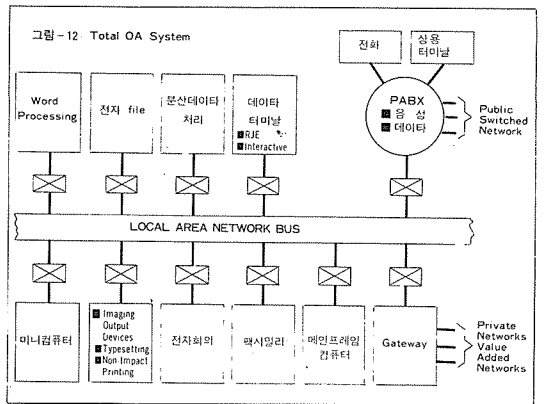 그림-12 Total OA System
전화
상용
터미날
Word
Processing
전자 file
분산데이타
처리
데이타
터미날
■RJE
■Interactive
PABX
■ 음성
■ 데이타
Public
Switched
Network
LOCAL AREA NETWORK BUS
미니컴퓨터
■ Imaging
Output
Devices
■Typesetting
■Non-Impact
Printing
전자회의
팩시밀리
메인프레임
컴퓨터
Gateway
Private
Networks
Value
Added
Networks